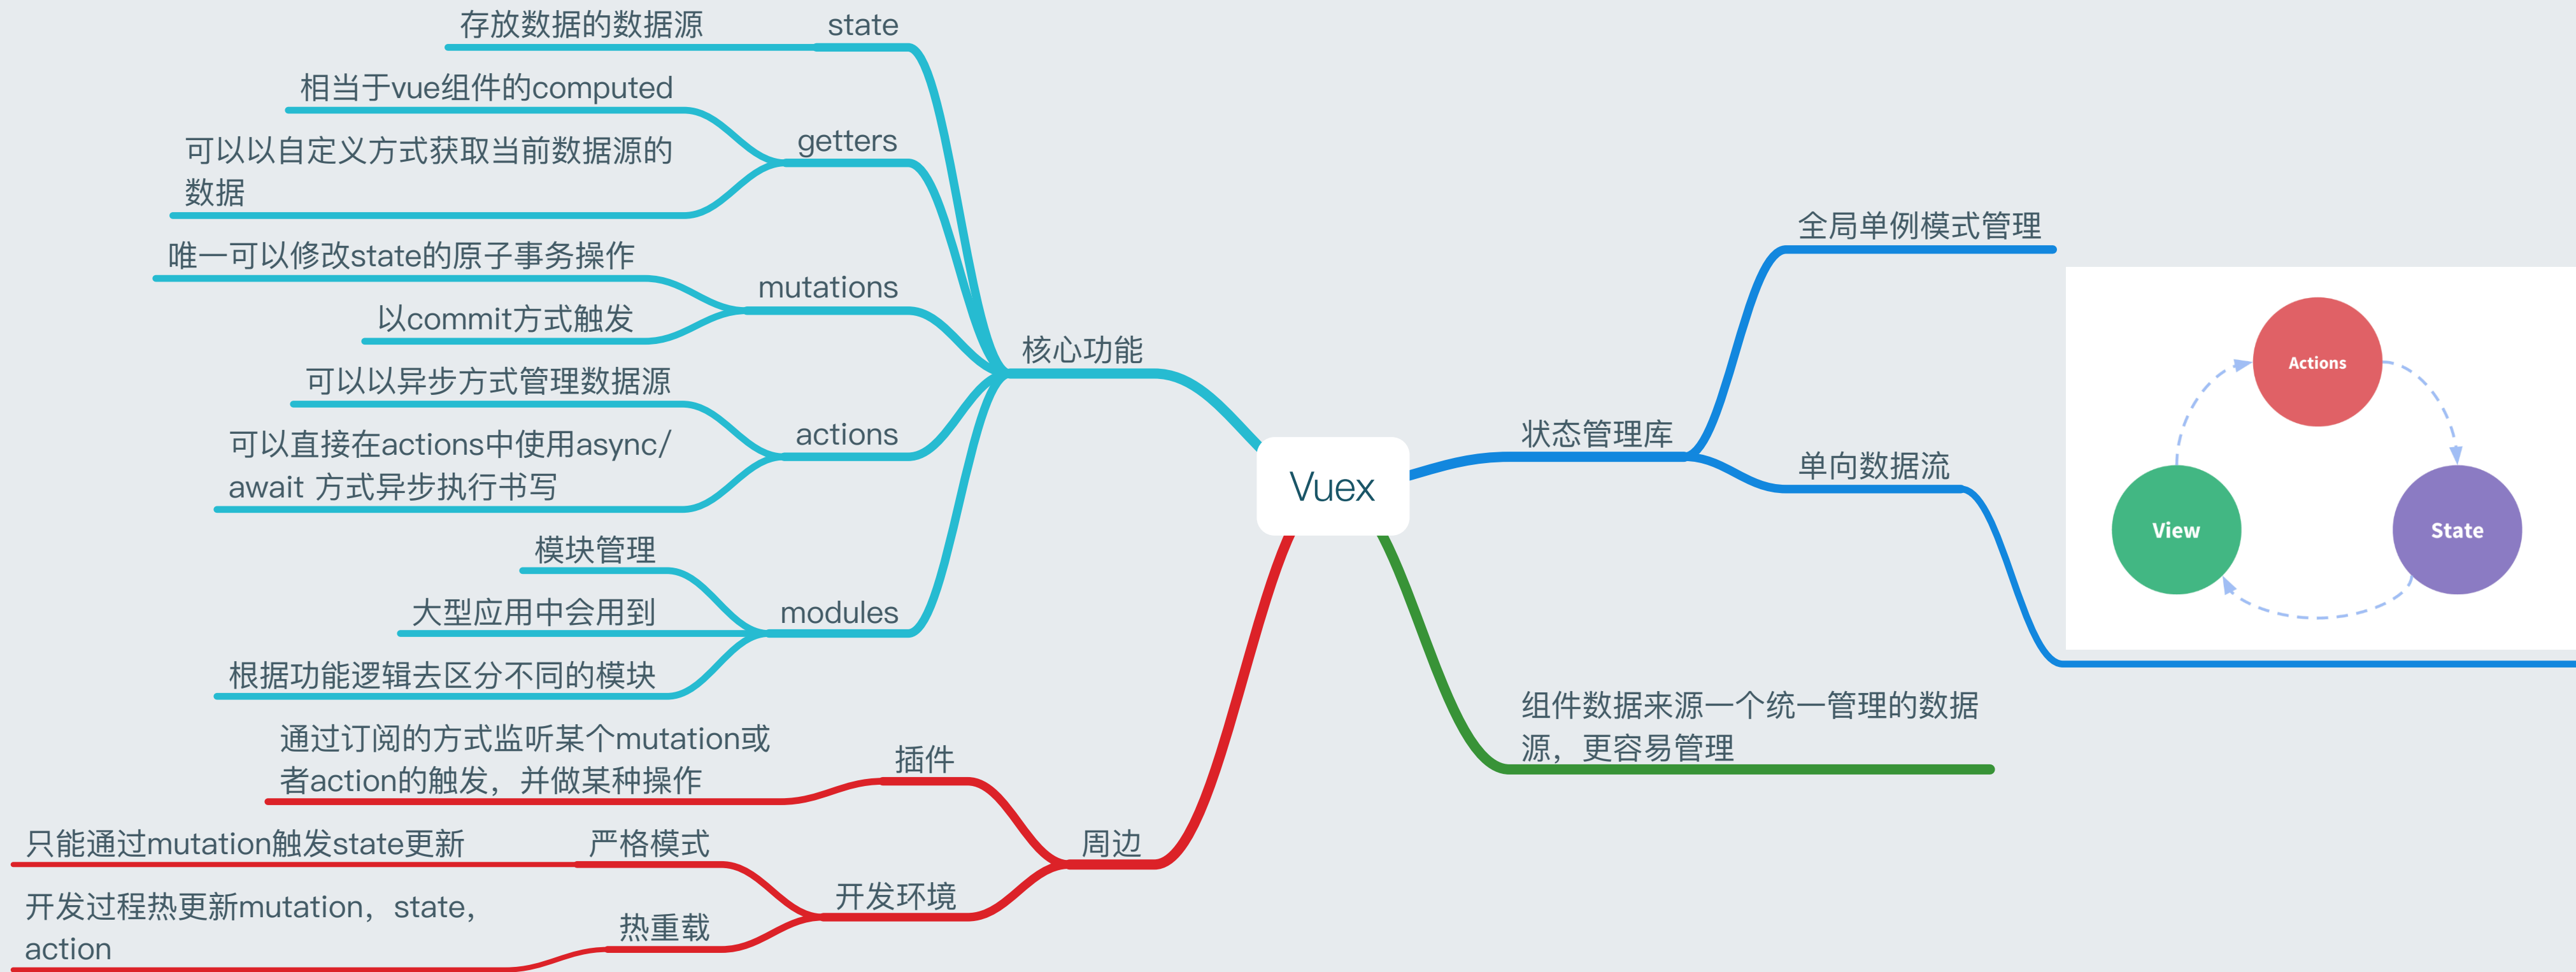 Vuex
核心功能
state
存放数据的数据源
getters
相当于vue组件的computed
可以以自定义方式获取当前数据源的
数据
mutations
唯一可以修改state的原子事务操作
以commit方式触发
actions
可以以异步方式管理数据源
可以直接在actions中使用async/
await 方式异步执行书写
modules
模块管理
大型应用中会用到
根据功能逻辑去区分不同的模块
周边
插件
通过订阅的方式监听某个mutation或
者action的触发，并做某种操作
开发环境
严格模式
只能通过mutation触发state更新
热重载
开发过程热更新mutation，state，
action
状态管理库
全局单例模式管理
单向数据流
Actions
View
State
组件数据来源一个统一管理的数据
源，更容易管理